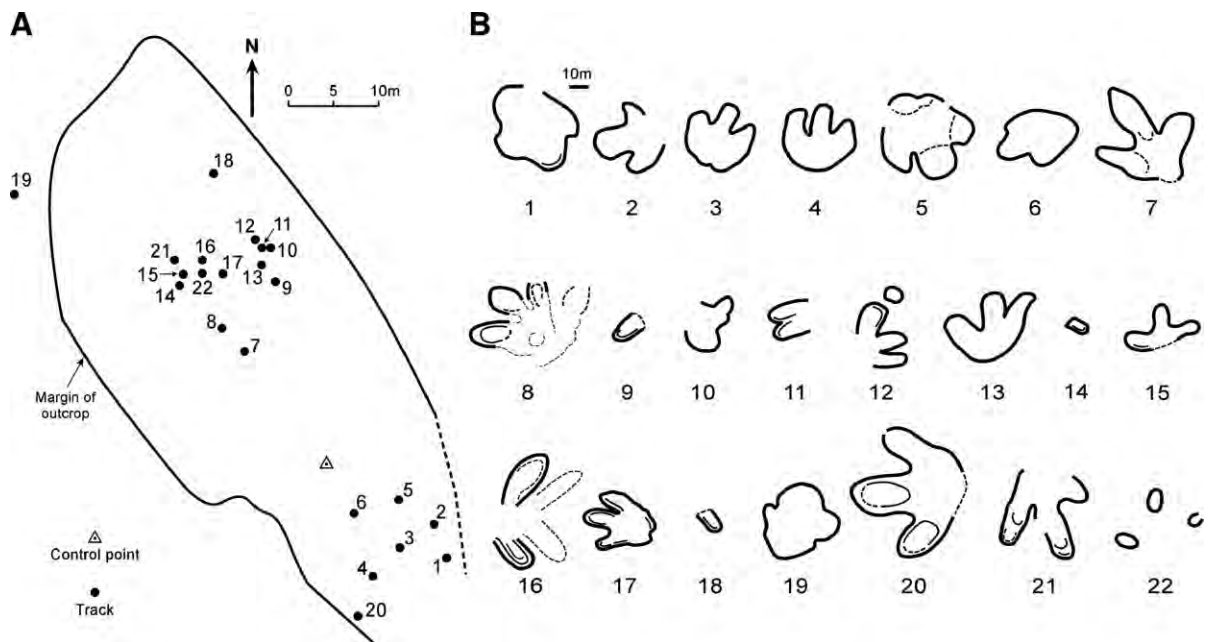 A
B
N
0 5 10m
10m
18
19
12 11
21 16 10
15 17 13
14 22 9
8
7
Margin of
outcrop
5
6 2
3
4 1
20
Control point
Track
1 2 3 4 5 6 7
8 9 10 11 12 13 14 15
16 17 18 19 20 21 22